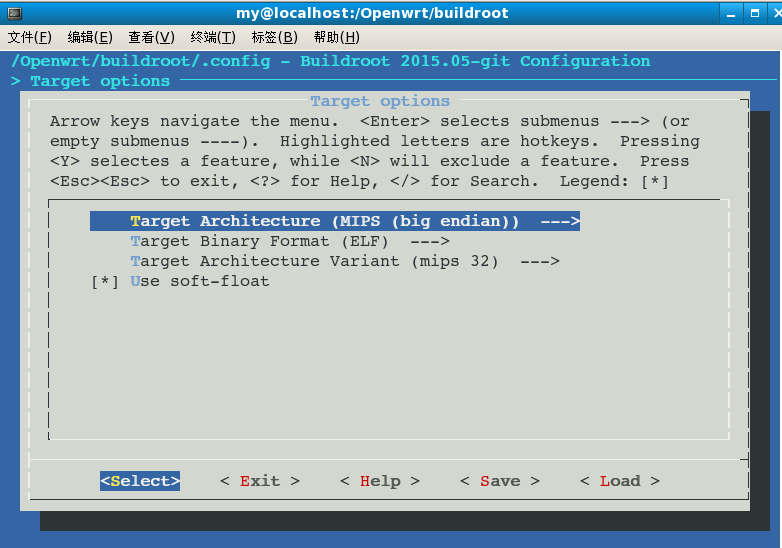 my@localhost:/Openwrt/buildroot
文件(F) 编辑(E) 查看(V) 终端(T) 标签(B) 帮助(H)
/Openwrt/buildroot/.config - Buildroot 2015.05-git Configuration
> Target options
Target options
Arrow keys navigate the menu.  <Enter> selects submenus ---> (or
empty submenus ----).  Highlighted letters are hotkeys.  Pressing
<Y> selectes a feature, while <N> will exclude a feature.  Press
<Esc><Esc> to exit, <?> for Help, </> for Search.  Legend: [*]
Target Architecture (MIPS (big endian))  --->
Target Binary Format (ELF)  --->
Target Architecture Variant (mips 32)  --->
[*] Use soft-float
<Select>    < Exit >    < Help >    < Save >    < Load >